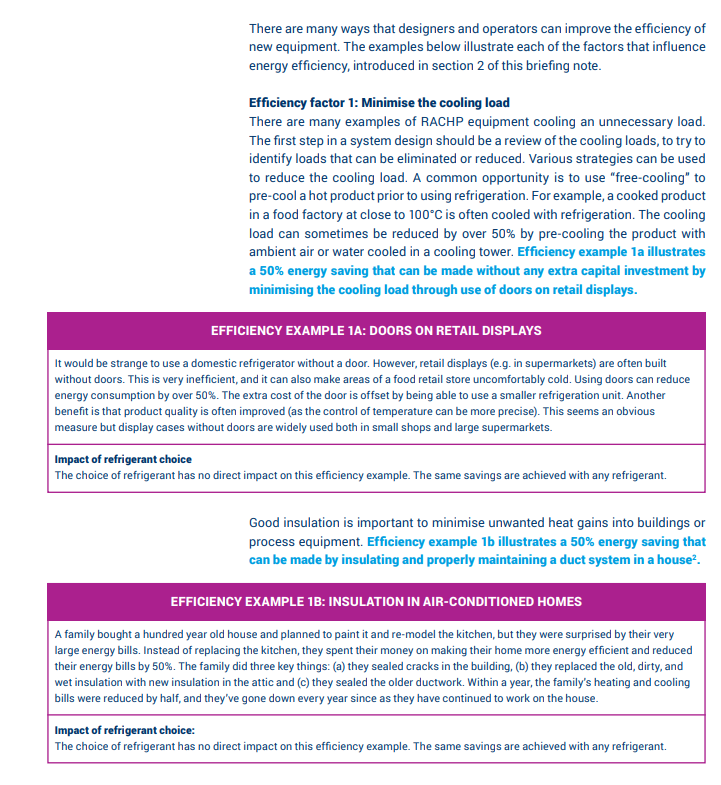 There are many ways that designers and operators can improve the efficiency of
new equipment. The examples below illustrate each of the factors that influence
energy efficiency, introduced in section 2 of this briefing note.
Efficiency factor 1: Minimise the cooling load
There are many examples of RACHP equipment cooling an unnecessary load.
The first step in a system design should be a review of the cooling loads, to try to
identify loads that can be eliminated or reduced. Various strategies can be used
to reduce the cooling load. A common opportunity is to use “free-cooling” to
pre-cool a hot product prior to using refrigeration. For example, a cooked product
in a food factory at close to 100°C is often cooled with refrigeration. The cooling
load can sometimes be reduced by over 50% by pre-cooling the product with
ambient air or water cooled in a cooling tower. Efficiency example 1a illustrates
a 50% energy saving that can be made without any extra capital investment by
minimising the cooling load through use of doors on retail displays.
EFFICIENCY EXAMPLE 1A: DOORS ON RETAIL DISPLAYS
It would be strange to use a domestic refrigerator without a door. However, retail displays (e.g. in supermarkets) are often built
without doors. This is very inefficient, and it can also make areas of a food retail store uncomfortably cold. Using doors can reduce
energy consumption by over 50%. The extra cost of the door is offset by being able to use a smaller refrigeration unit. Another
benefit is that product quality is often improved (as the control of temperature can be more precise). This seems an obvious
measure but display cases without doors are widely used both in small shops and large supermarkets.
Impact of refrigerant choice
The choice of refrigerant has no direct impact on this efficiency example. The same savings are achieved with any refrigerant.
Good insulation is important to minimise unwanted heat gains into buildings or
process equipment. Efficiency example 1b illustrates a 50% energy saving that
can be made by insulating and properly maintaining a duct system in a house².
EFFICIENCY EXAMPLE 1B: INSULATION IN AIR-CONDITIONED HOMES
A family bought a hundred year old house and planned to paint it and re-model the kitchen, but they were surprised by their very
large energy bills. Instead of replacing the kitchen, they spent their money on making their home more energy efficient and reduced
their energy bills by 50%. The family did three key things: (a) they sealed cracks in the building, (b) they replaced the old, dirty, and
wet insulation with new insulation in the attic and (c) they sealed the older ductwork. Within a year, the family’s heating and cooling
bills were reduced by half, and they’ve gone down every year since as they have continued to work on the house.
Impact of refrigerant choice:
The choice of refrigerant has no direct impact on this efficiency example. The same savings are achieved with any refrigerant.